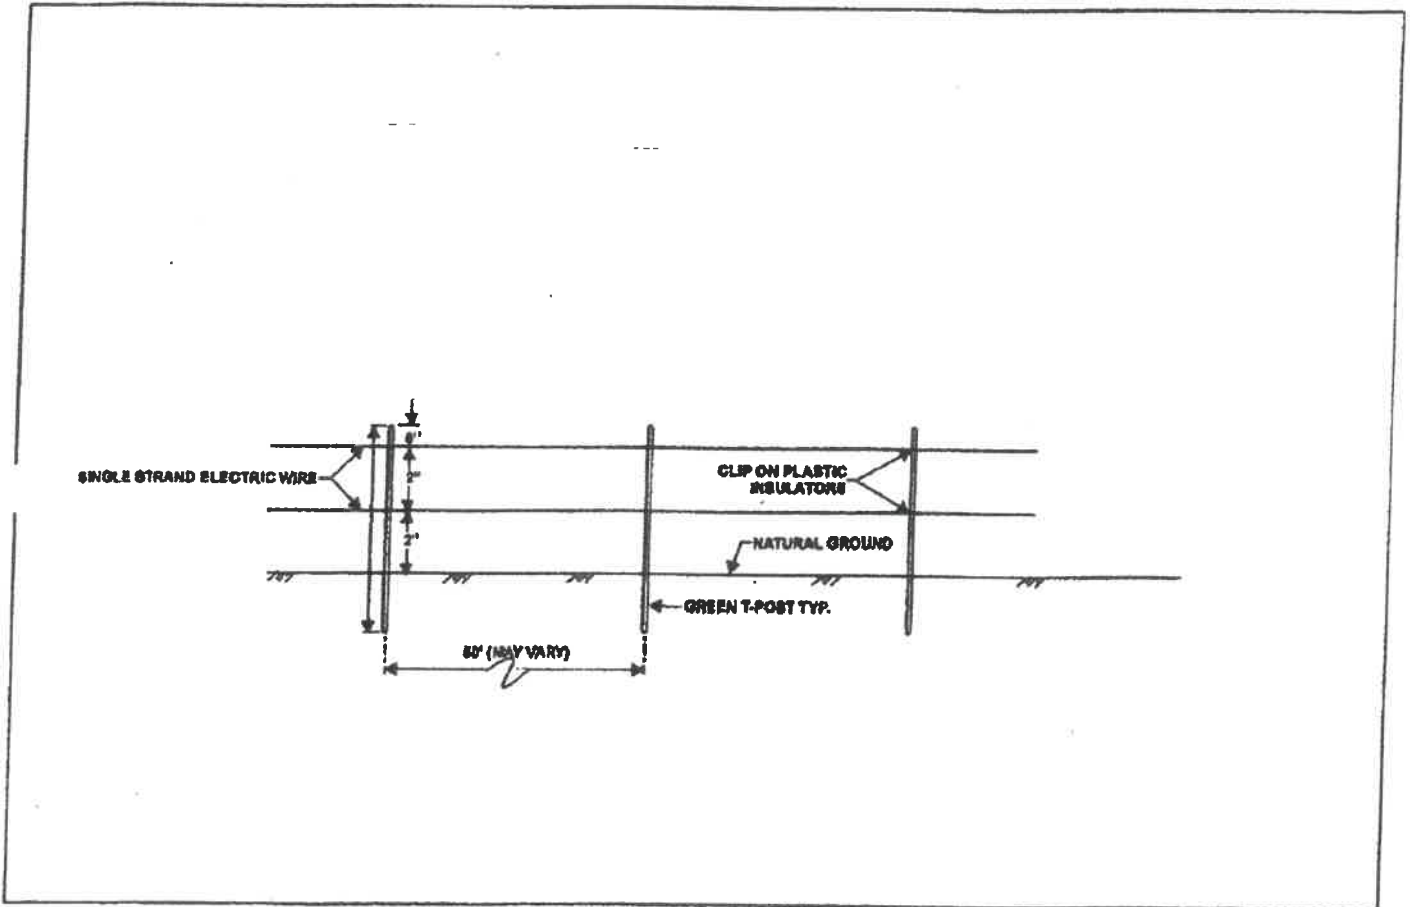 SINGLE STRAND ELECTRIC WIRE
2"
2"
CLIP ON PLASTIC
INSULATORS
NATURAL GROUND
GREEN T-POST TYP.
(MAY VARY)